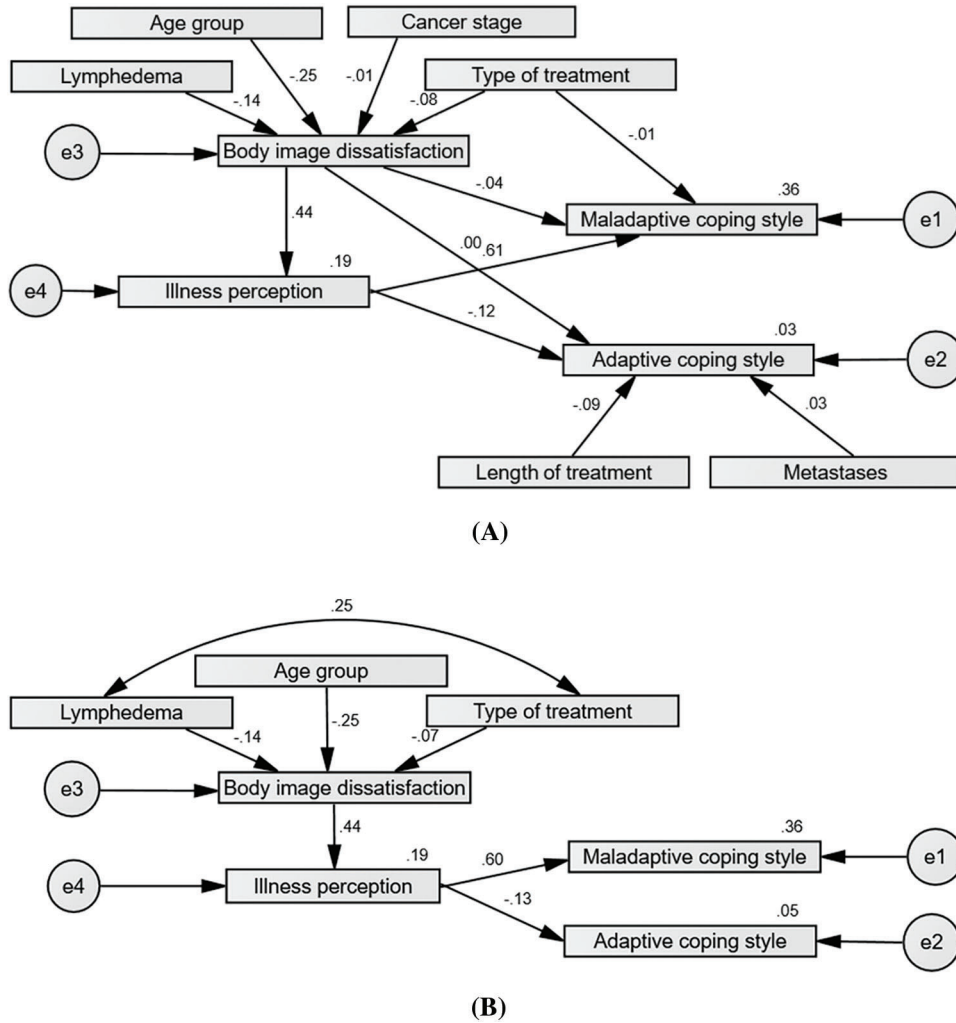 Age group
Cancer stage
Lymphedema
Type of treatment
-.25
-.01
-.14
-.08
e3
Body image dissatisfaction
-.01
-.04
.36
.44
Maladaptive coping style
e1
.00
.61
.19
e4
Illness perception
-.12
.03
Adaptive coping style
e2
-.09
.03
Length of treatment
Metastases
(A)
.25
Age group
Lymphedema
Type of treatment
-.25
-.14
-.07
e3
Body image dissatisfaction
.44
.36
.19
.60
Maladaptive coping style
e1
e4
Illness perception
-.13
.05
Adaptive coping style
e2
(B)